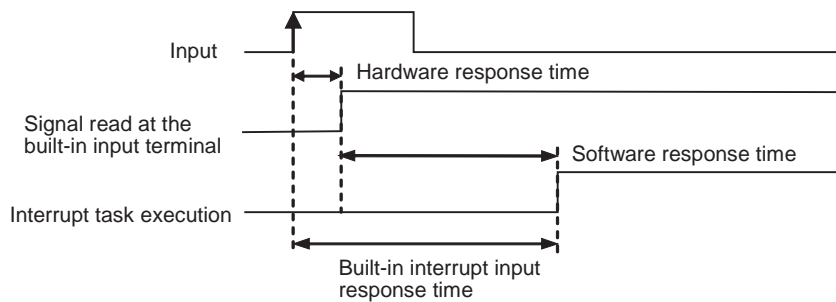 Input
Hardware response time
Signal read at the
built-in input terminal
Software response time
Interrupt task execution
Built-in interrupt input
response time